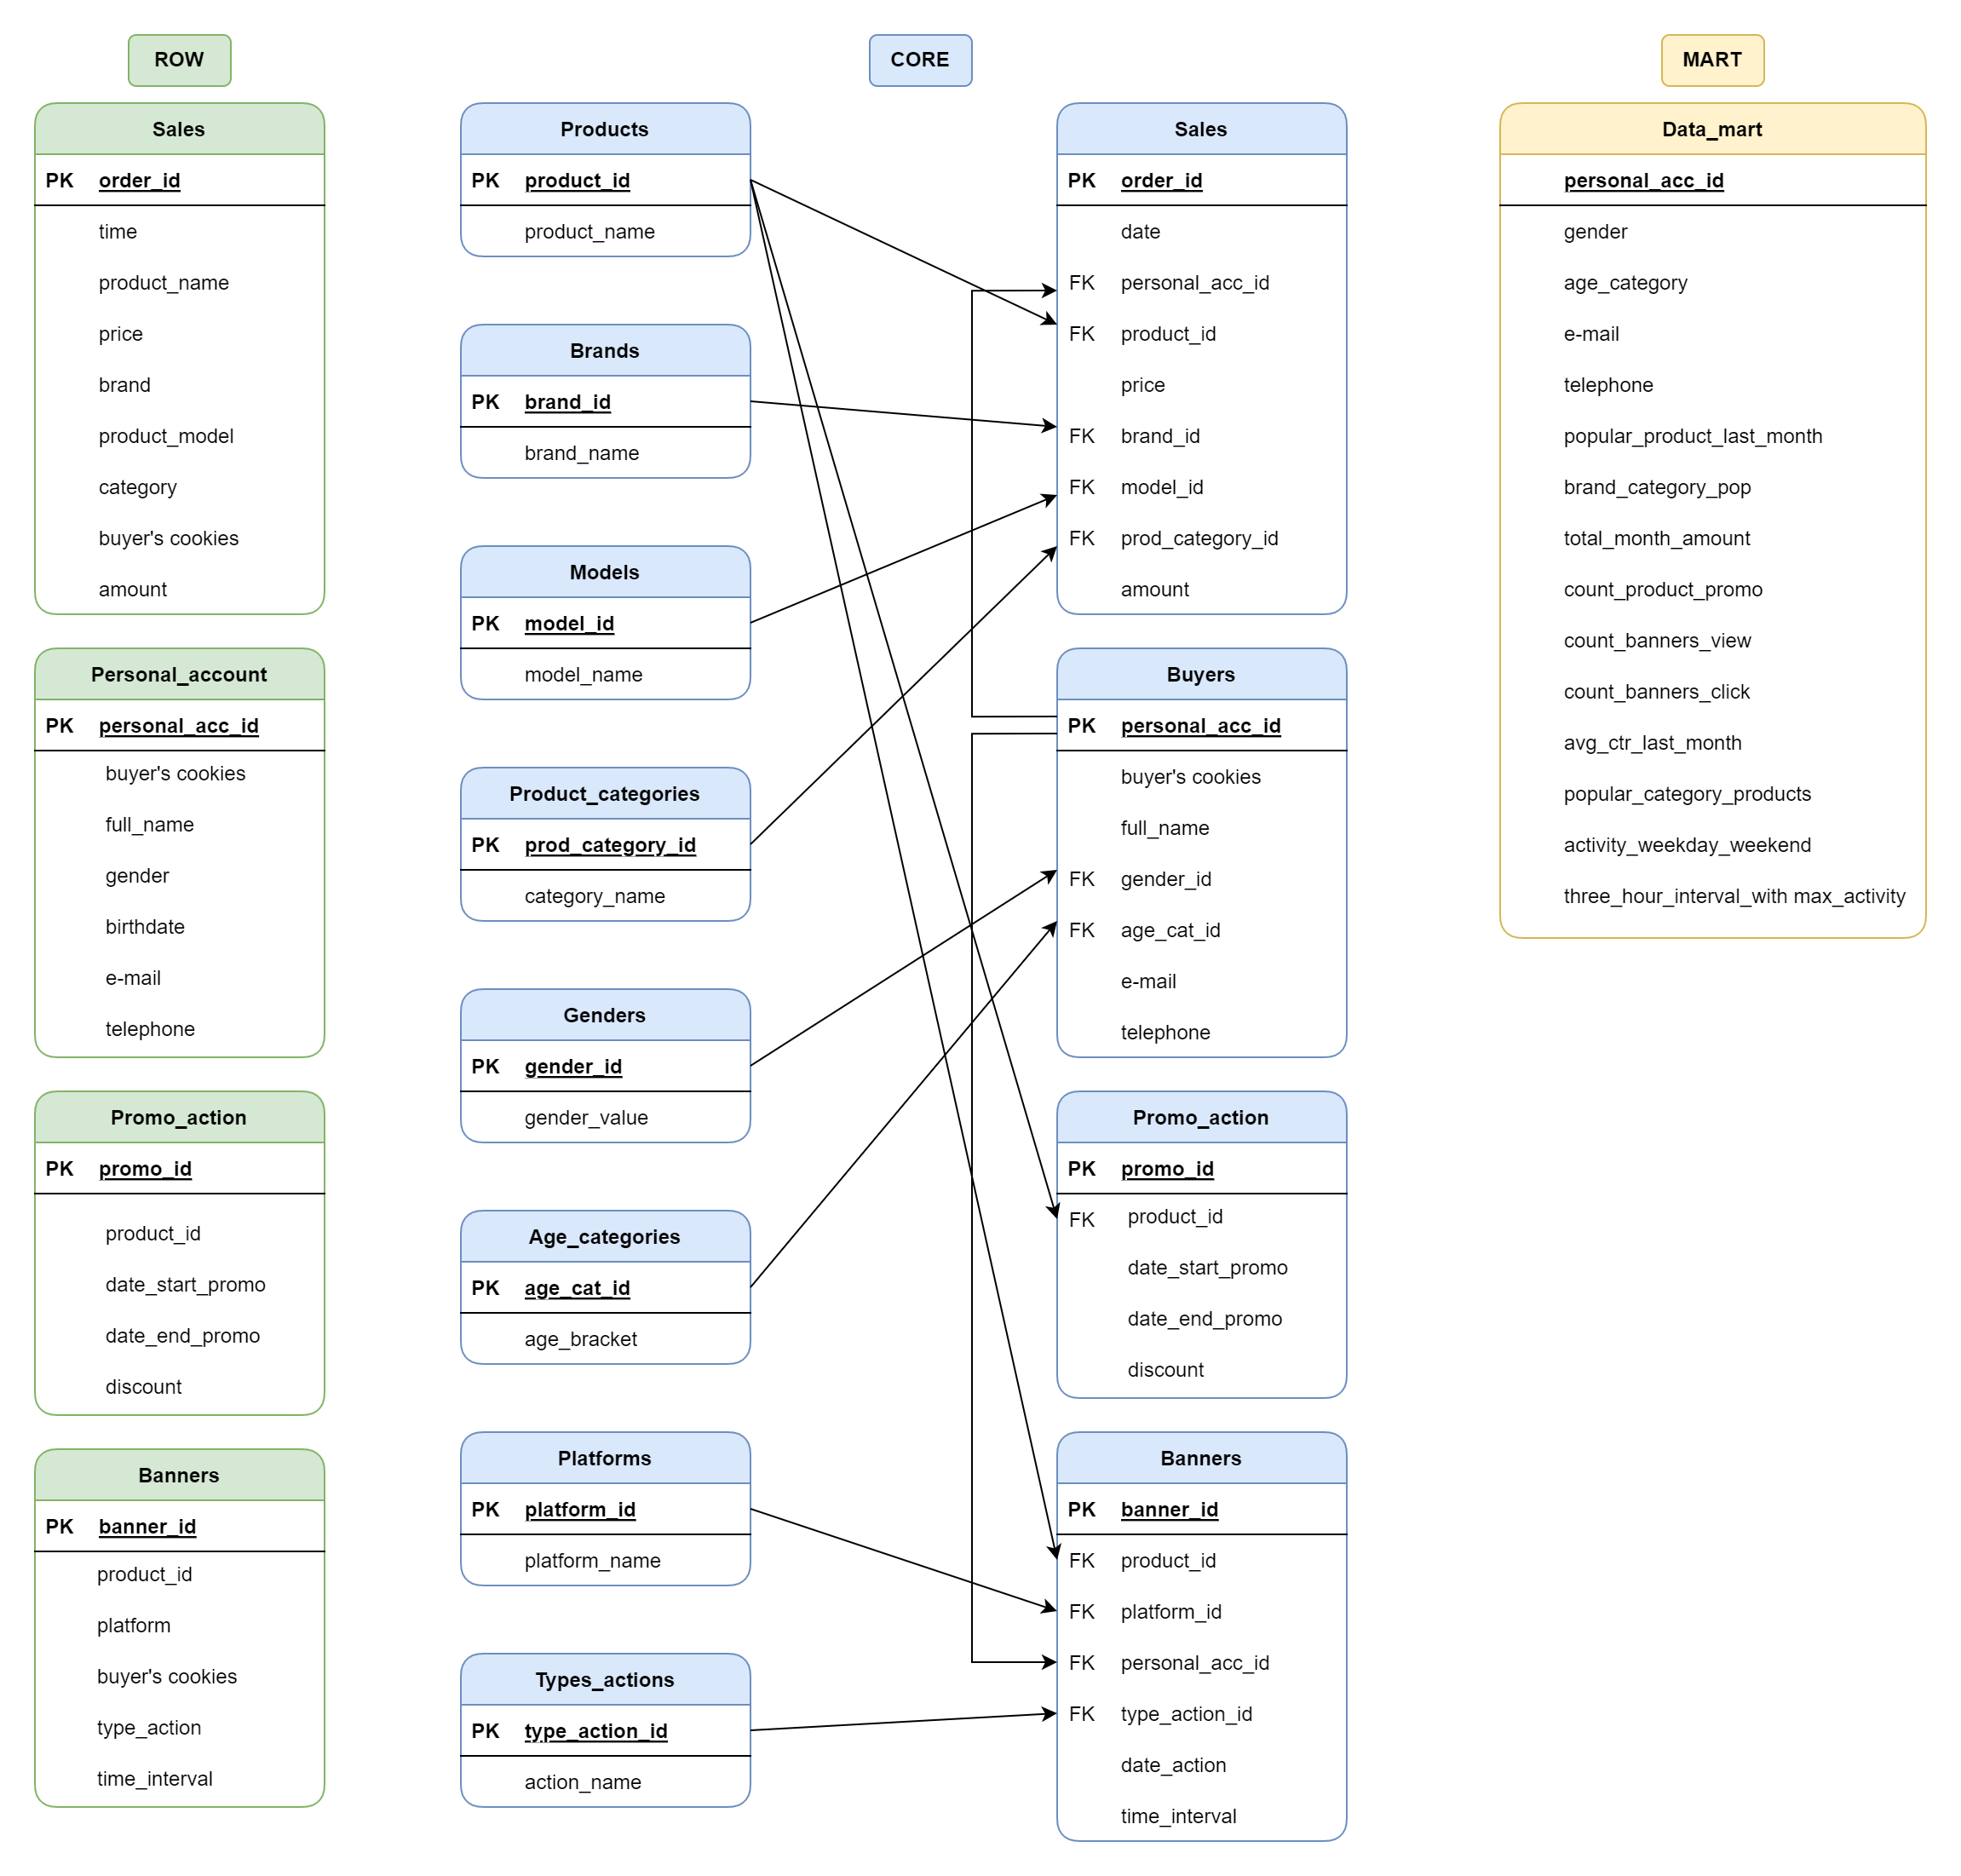 ROW
Sales
PK order_id
time
product_name
price
brand
product_model
category
buyer's cookies
amount
Personal_account
PK personal_acc_id
buyer's cookies
full_name
gender
birthdate
e-mail
telephone
Promo_action
PK promo_id
product_id
date_start_promo
date_end_promo
discount
Banners
PK banner_id
product_id
platform
buyer's cookies
type_action
time_interval
CORE
Products
PK product_id
product_name
Brands
PK brand_id
brand_name
Models
PK model_id
model_name
Product_categories
PK prod_category_id
category_name
Genders
PK gender_id
gender_value
Age_categories
PK age_cat_id
age_bracket
Platforms
PK platform_id
platform_name
Types_actions
PK type_action_id
action_name
Sales
PK order_id
date
FK personal_acc_id
FK product_id
price
FK brand_id
FK model_id
FK prod_category_id
amount
Buyers
PK personal_acc_id
buyer's cookies
full_name
FK gender_id
FK age_cat_id
e-mail
telephone
Promo_action
PK promo_id
FK product_id
date_start_promo
date_end_promo
discount
Banners
PK banner_id
FK product_id
FK platform_id
FK personal_acc_id
FK type_action_id
date_action
time_interval
MART
Data_mart
personal_acc_id
gender
age_category
e-mail
telephone
popular_product_last_month
brand_category_pop
total_month_amount
count_product_promo
count_banners_view
count_banners_click
avg_ctr_last_month
popular_category_products
activity_weekday_weekend
three_hour_interval_with max_activity